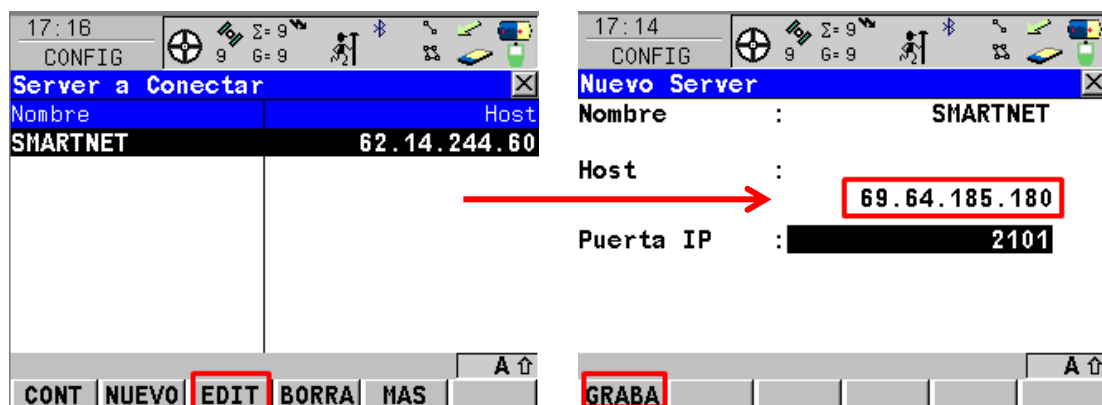 17:16
CONFIG
9
Σ= 9
G= 9
Server a Conectar
Nombre Host
SMARTNET 62.14.244.60
A
CONT NUEVO EDIT BORRA MAS
17:14
CONFIG
9
Σ= 9
G= 9
Nuevo Server
Nombre : SMARTNET
Host :
69.64.185.180
Puerta IP : 2101
A
GRABA